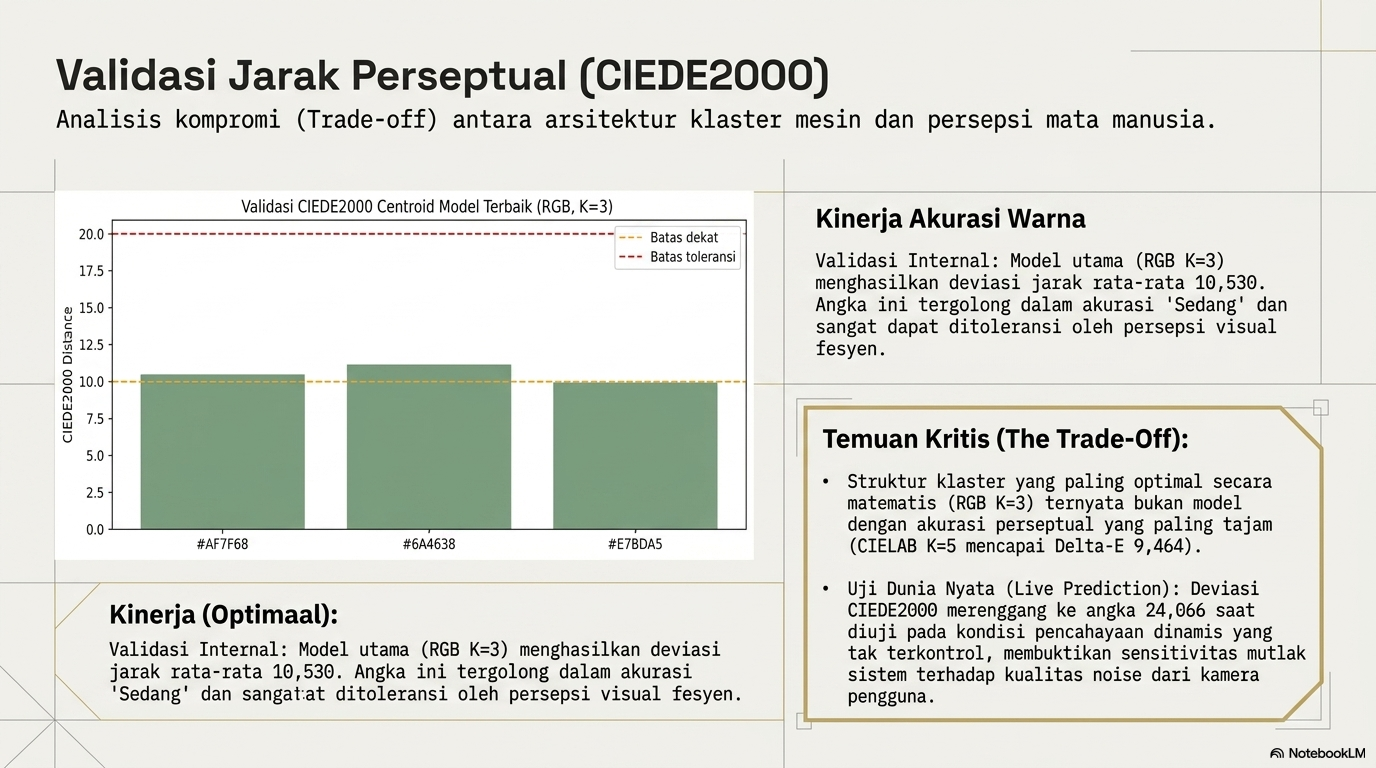 Validasi Jarak Perseptual (CIEDE2000)
Analisis kompromi (Trade-off) antara arsitektur klaster mesin dan persepsi mata manusia.
Validasi CIEDE2000 Centroid Model Terbaik (RGB, K=3)
CIEDE2000 Distance
20.0
17.5
15.0
12.5
10.0
7.5
5.0
2.5
0.0
Batas dekat
Batas toleransi
#AF7F68
#6A4638
#E7BDA5
Kinerja (Optimaal):
Validasi Internal: Model utama (RGB K=3) menghasilkan deviasi
jarak rata-rata 10,530. Angka ini tergolong dalam akurasi
'Sedang' dan sangat:at ditoleransi oleh persepsi visual fesyen.
Kinerja Akurasi Warna
Validasi Internal: Model utama (RGB K=3)
menghasilkan deviasi jarak rata-rata 10,530.
Angka ini tergolong dalam akurasi 'Sedang' dan
sangat dapat ditoleransi oleh persepsi visual
fesyen.
Temuan Kritis (The Trade-Off):
• Struktur klaster yang paling optimal secara
matematis (RGB K=3) ternyata bukan model
dengan akurasi perseptual yang paling tajam
(CIELAB K=5 mencapai Delta-E 9,464).
• Uji Dunia Nyata (Live Prediction): Deviasi
CIEDE2000 merenggang ke angka 24,066 saat
diuji pada kondisi pencahayaan dinamis yang
tak terkontrol, membuktikan sensitivitas mutlak
sistem terhadap kualitas noise dari kamera
pengguna.
NotebookLM